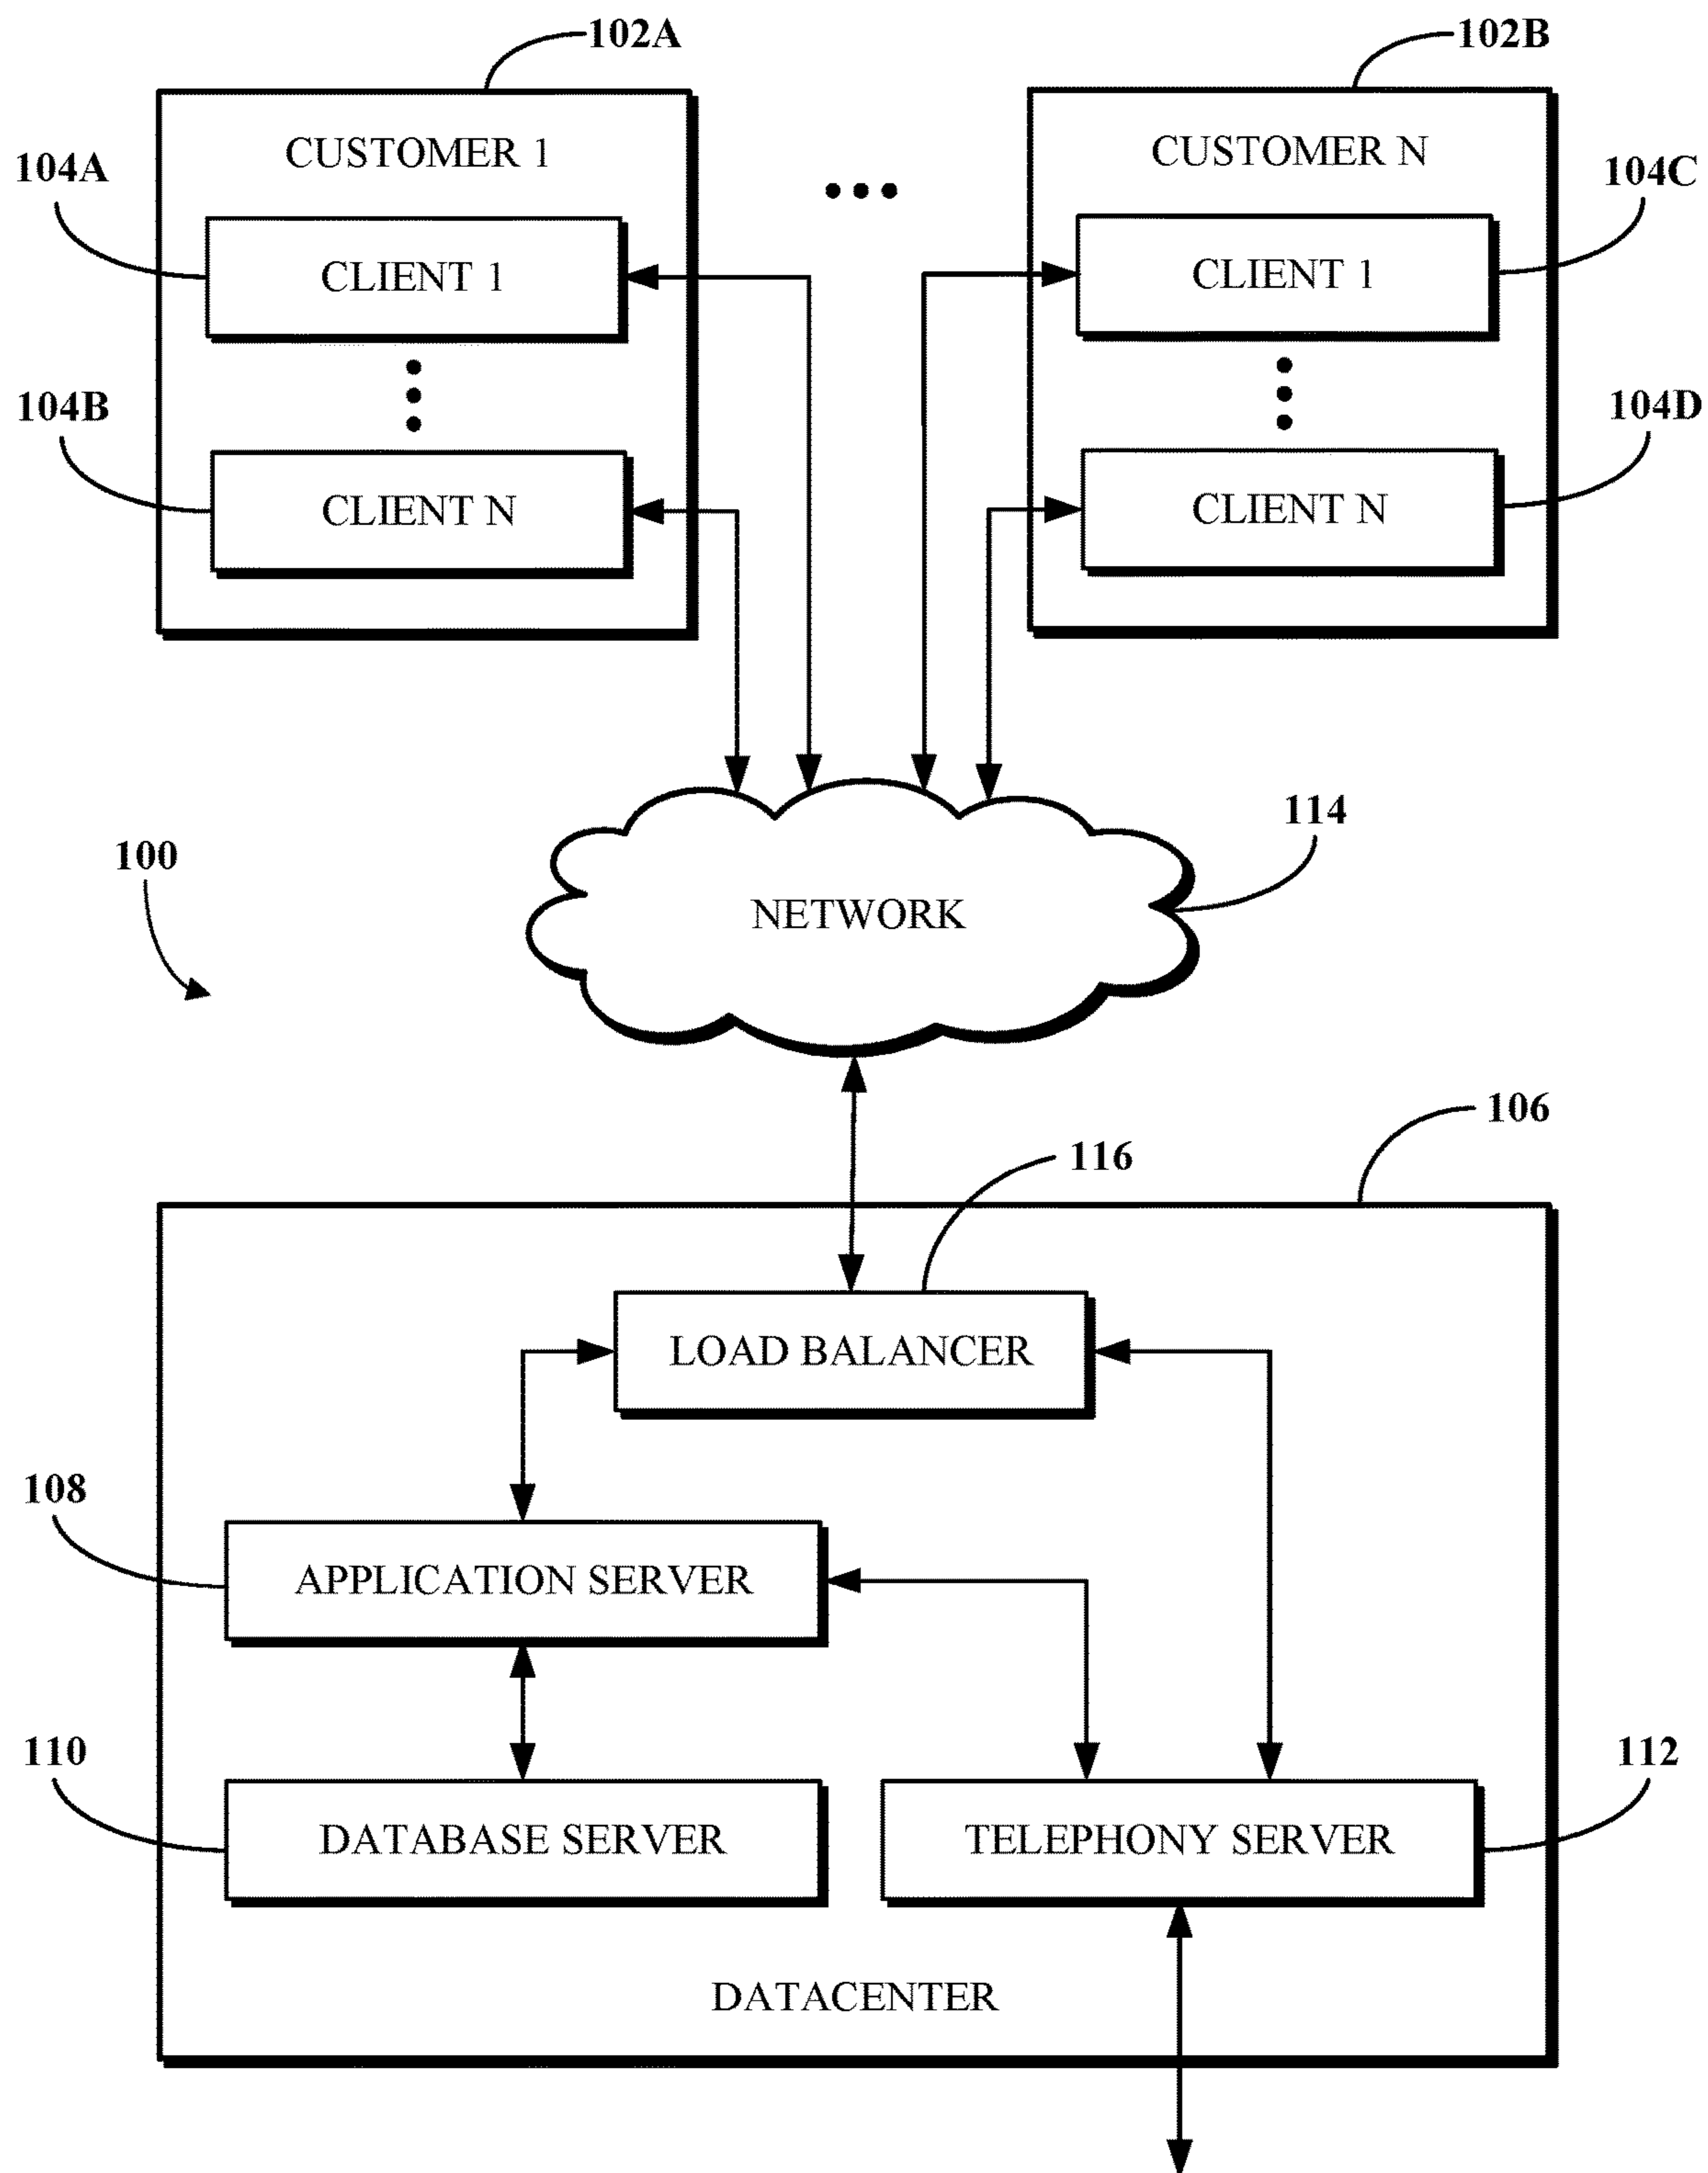 102A
102B
CUSTOMER 1
CUSTOMER N
104A
104C
CLIENT 1
CLIENT 1
104B
104D
CLIENT N
CLIENT N
114
100
NETWORK
106
116
LOAD BALANCER
108
APPLICATION SERVER
110
112
DATABASE SERVER
TELEPHONY SERVER
DATACENTER